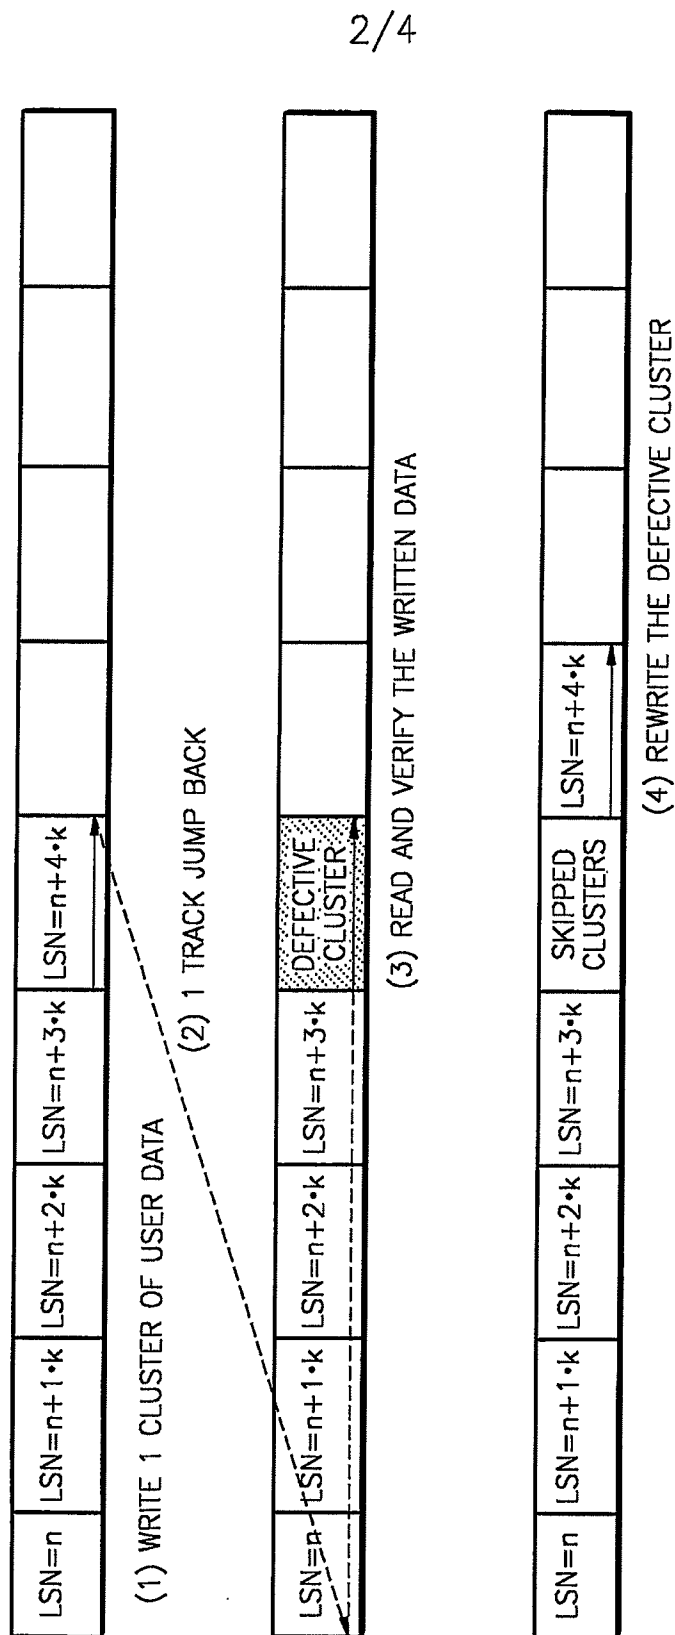 2/4
LSN=n
LSN=n+1•k
LSN=n+2•k
LSN=n+3•k
LSN=n+4•k
(1) WRITE 1 CLUSTER OF USER DATA
(2) 1 TRACK JUMP BACK
LSN=n
LSN=n+1•k
LSN=n+2•k
LSN=n+3•k
DEFECTIVE
CLUSTER
(3) READ AND VERIFY THE WRITTEN DATA
LSN=n
LSN=n+1•k
LSN=n+2•k
LSN=n+3•k
SKIPPED
CLUSTERS
LSN=n+4•k
(4) REWRITE THE DEFECTIVE CLUSTER